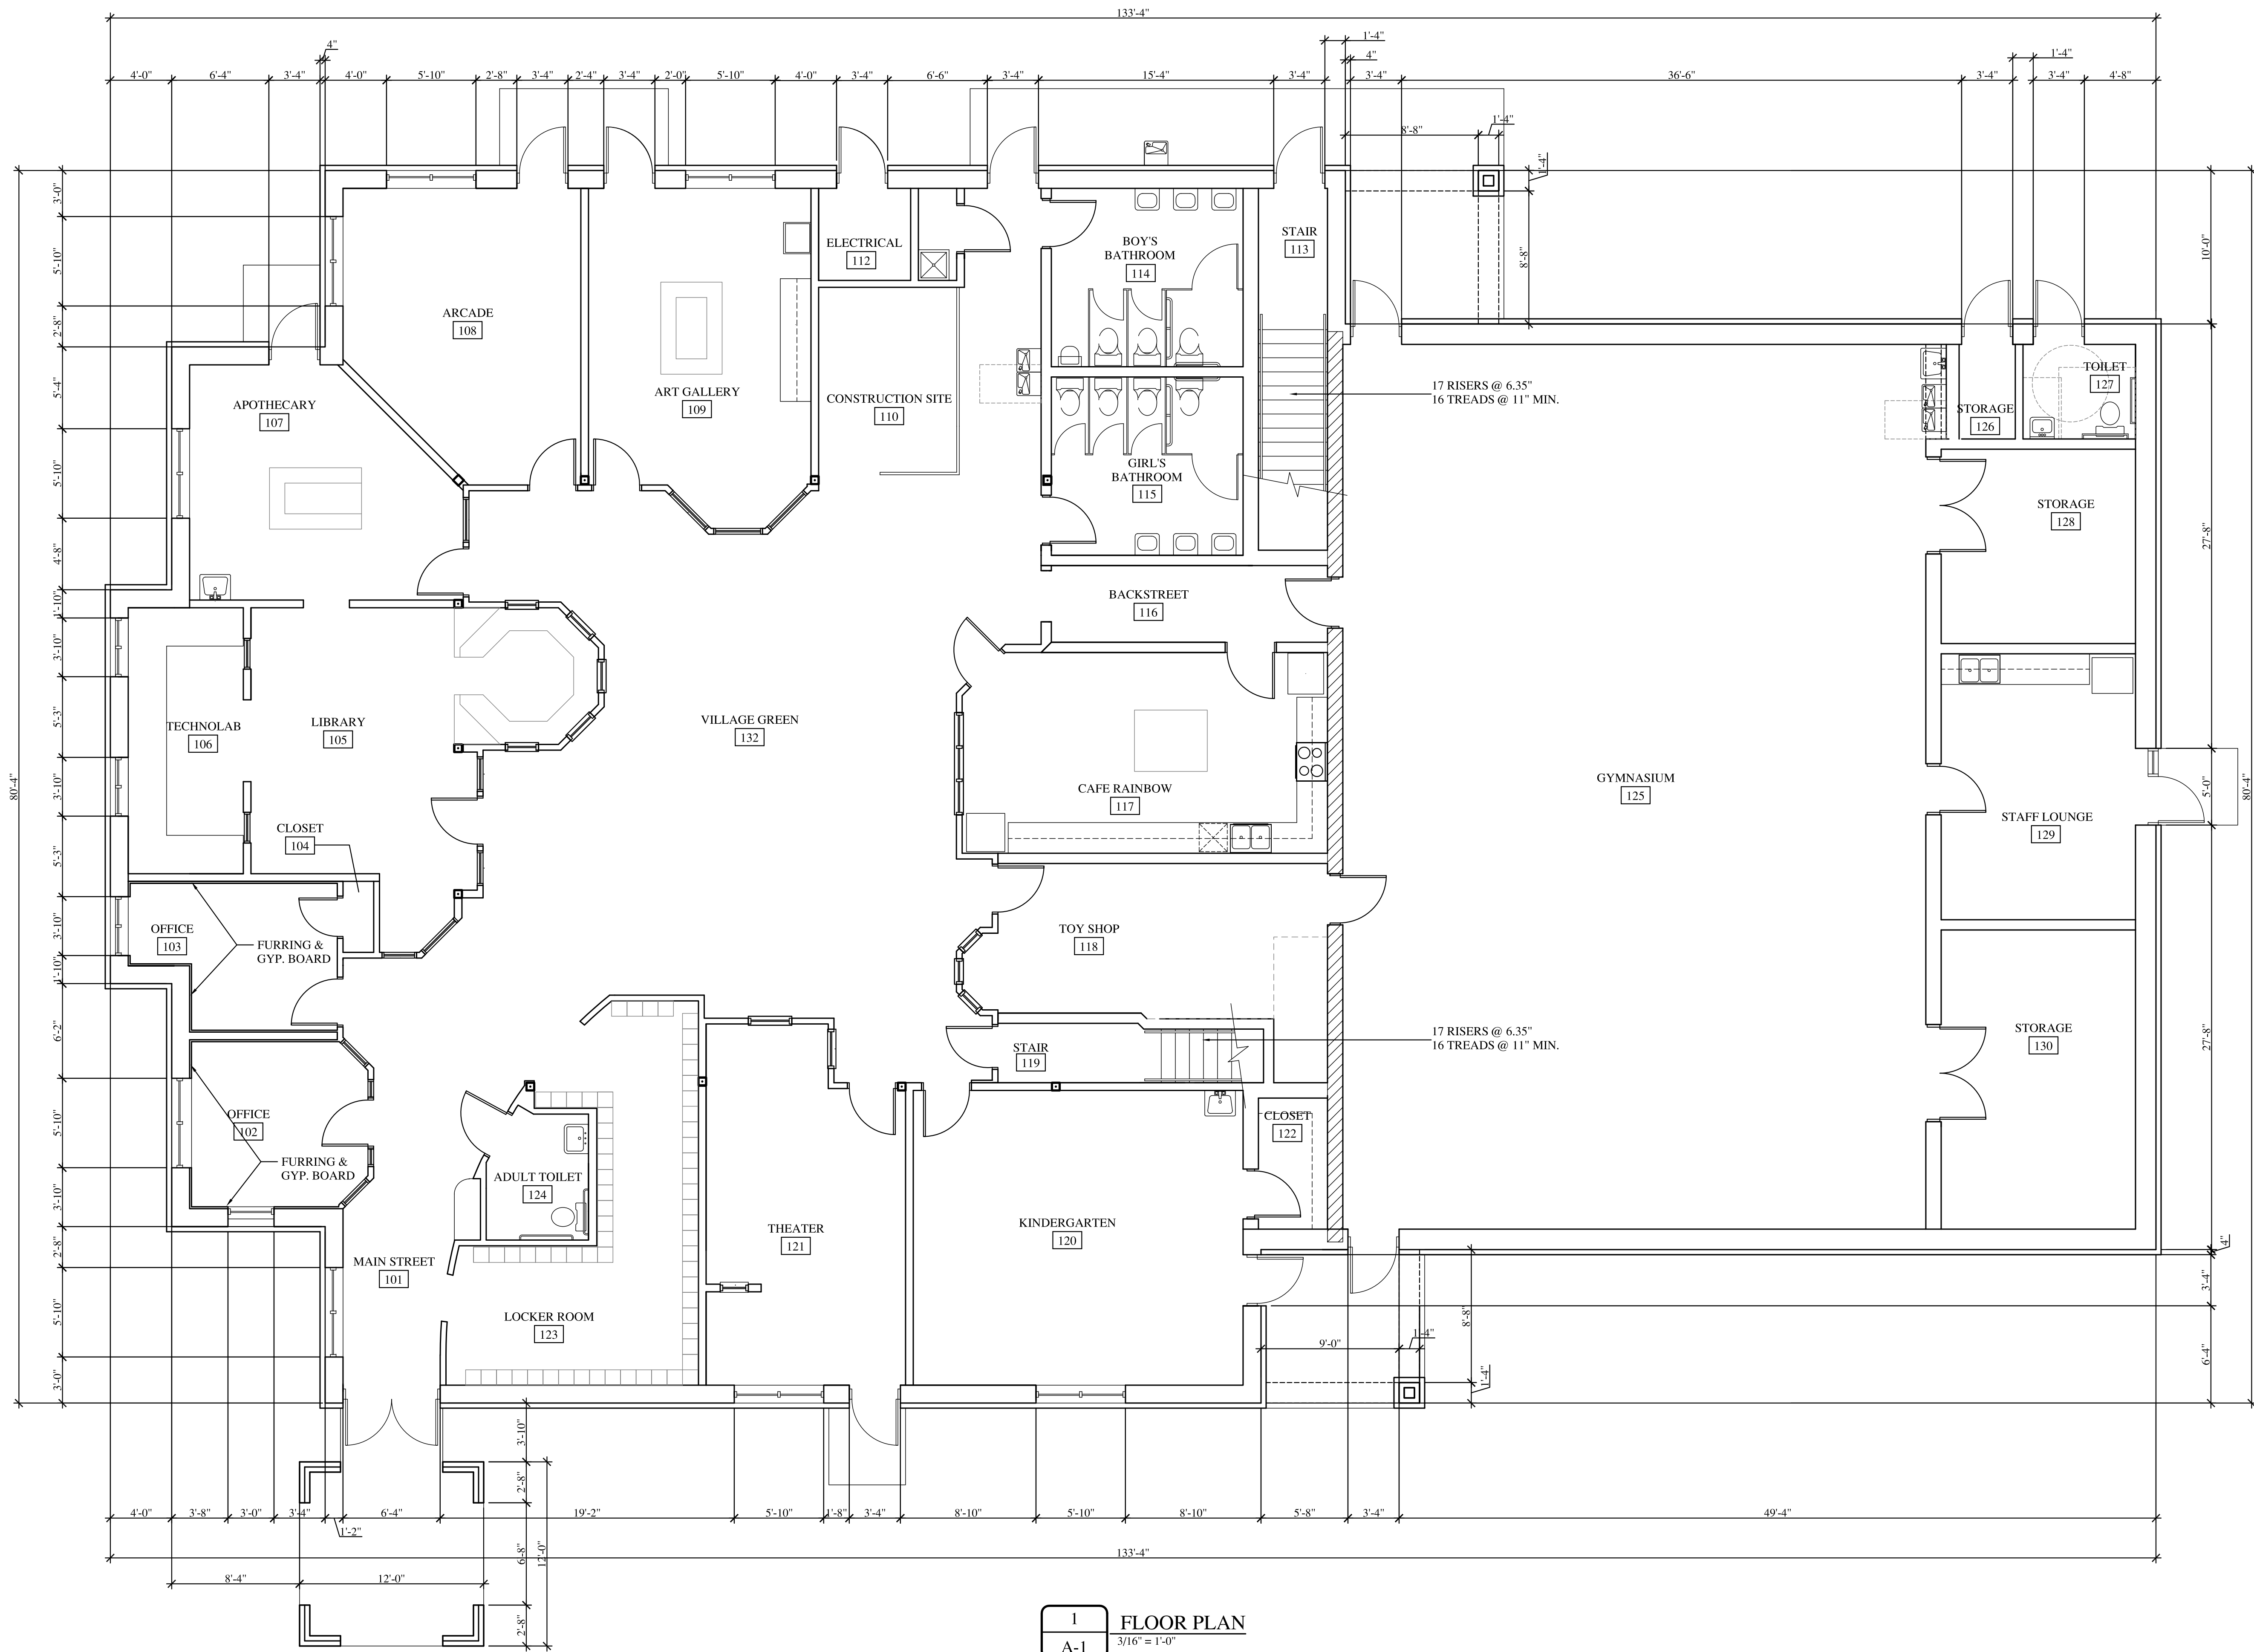 133'-4"
4"
1'-4"
4"
1'-4"
4'-0"
6'-4"
3'-4"
4'-0"
5'-10"
2'-8"
3'-4"
2'-4"
3'-4"
2'-0"
5'-10"
4'-0"
3'-4"
6'-6"
3'-4"
15'-4"
3'-4"
3'-4"
36'-6"
3'-4"
3'-4"
4'-8"
8'-8"
1'-4"
1'-4"
8'-8"
80'-4"
3'-0"
5'-10"
2'-8"
5'-4"
5'-10"
4'-8"
1'-10"
3'-10"
5'-3"
3'-10"
5'-3"
3'-10"
1'-10"
6'-2"
5'-10"
3'-10"
2'-8"
5'-10"
3'-0"
ELECTRICAL
112
BOY'S
BATHROOM
114
STAIR
113
ARCADE
108
ART GALLERY
109
CONSTRUCTION SITE
110
APOTHECARY
107
17 RISERS @ 6.35"
16 TREADS @ 11" MIN.
STORAGE
126
TOILET
127
GIRL'S
BATHROOM
115
STORAGE
128
BACKSTREET
116
TECHNOLAB
106
LIBRARY
105
VILLAGE GREEN
132
CAFE RAINBOW
117
GYMNASIUM
125
STAFF LOUNGE
129
CLOSET
104
OFFICE
103
FURRING &
GYP. BOARD
TOY SHOP
118
STAIR
119
17 RISERS @ 6.35"
16 TREADS @ 11" MIN.
STORAGE
130
OFFICE
102
FURRING &
GYP. BOARD
ADULT TOILET
124
CLOSET
122
THEATER
121
KINDERGARTEN
120
MAIN STREET
101
LOCKER ROOM
123
10'-0"
27'-8"
5'-0"
80'-4"
27'-8"
4"
3'-4"
6'-4"
8'-8"
9'-0"
1'-4"
1'-4"
3'-10"
2'-8"
6'-8"
12'-0"
2'-8"
4'-0"
3'-8"
3'-0"
3'-4"
1'-2"
6'-4"
19'-2"
5'-10"
1'-8"
3'-4"
8'-10"
5'-10"
8'-10"
5'-8"
3'-4"
49'-4"
133'-4"
8'-4"
12'-0"
1
A-1
FLOOR PLAN
3/16" = 1'-0"